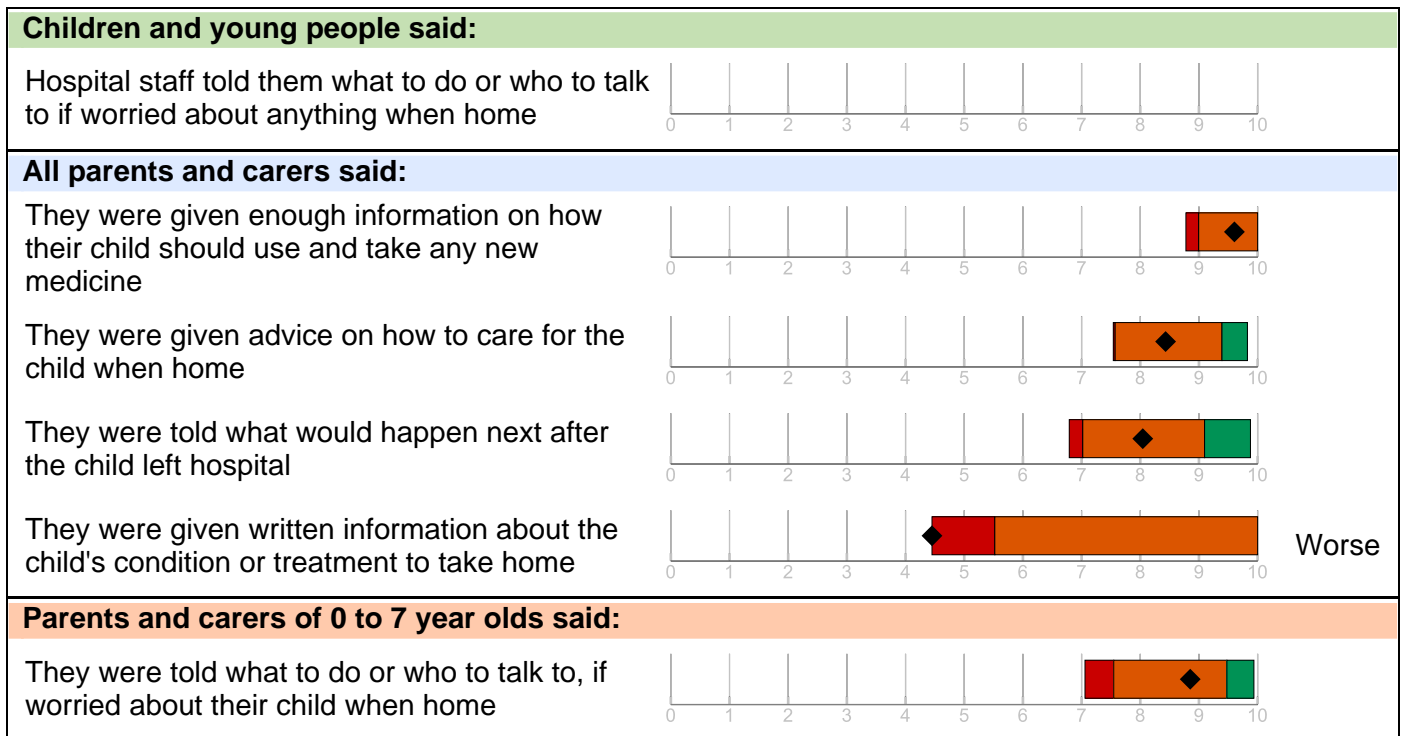 Children and young people said:
Hospital staff told them what to do or who to talk
to if worried about anything when home
0 1 2 3 4 5 6 7 8 9 10
All parents and carers said:
They were given enough information on how
their child should use and take any new
medicine
0 1 2 3 4 5 6 7 8 9 10
They were given advice on how to care for the
child when home
0 1 2 3 4 5 6 7 8 9 10
They were told what would happen next after
the child left hospital
0 1 2 3 4 5 6 7 8 9 10
They were given written information about the
child's condition or treatment to take home
0 1 2 3 4 5 6 7 8 9 10
Worse
Parents and carers of 0 to 7 year olds said:
They were told what to do or who to talk to, if
worried about their child when home
0 1 2 3 4 5 6 7 8 9 10